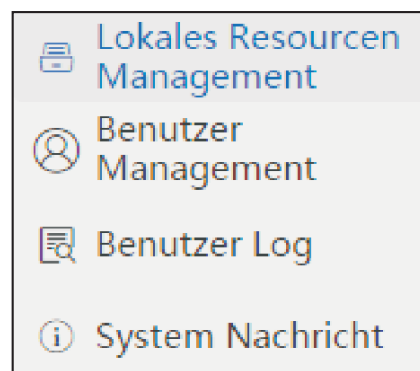 Lokales Resourcen
Management
Benutzer
Management
Benutzer Log
System Nachricht